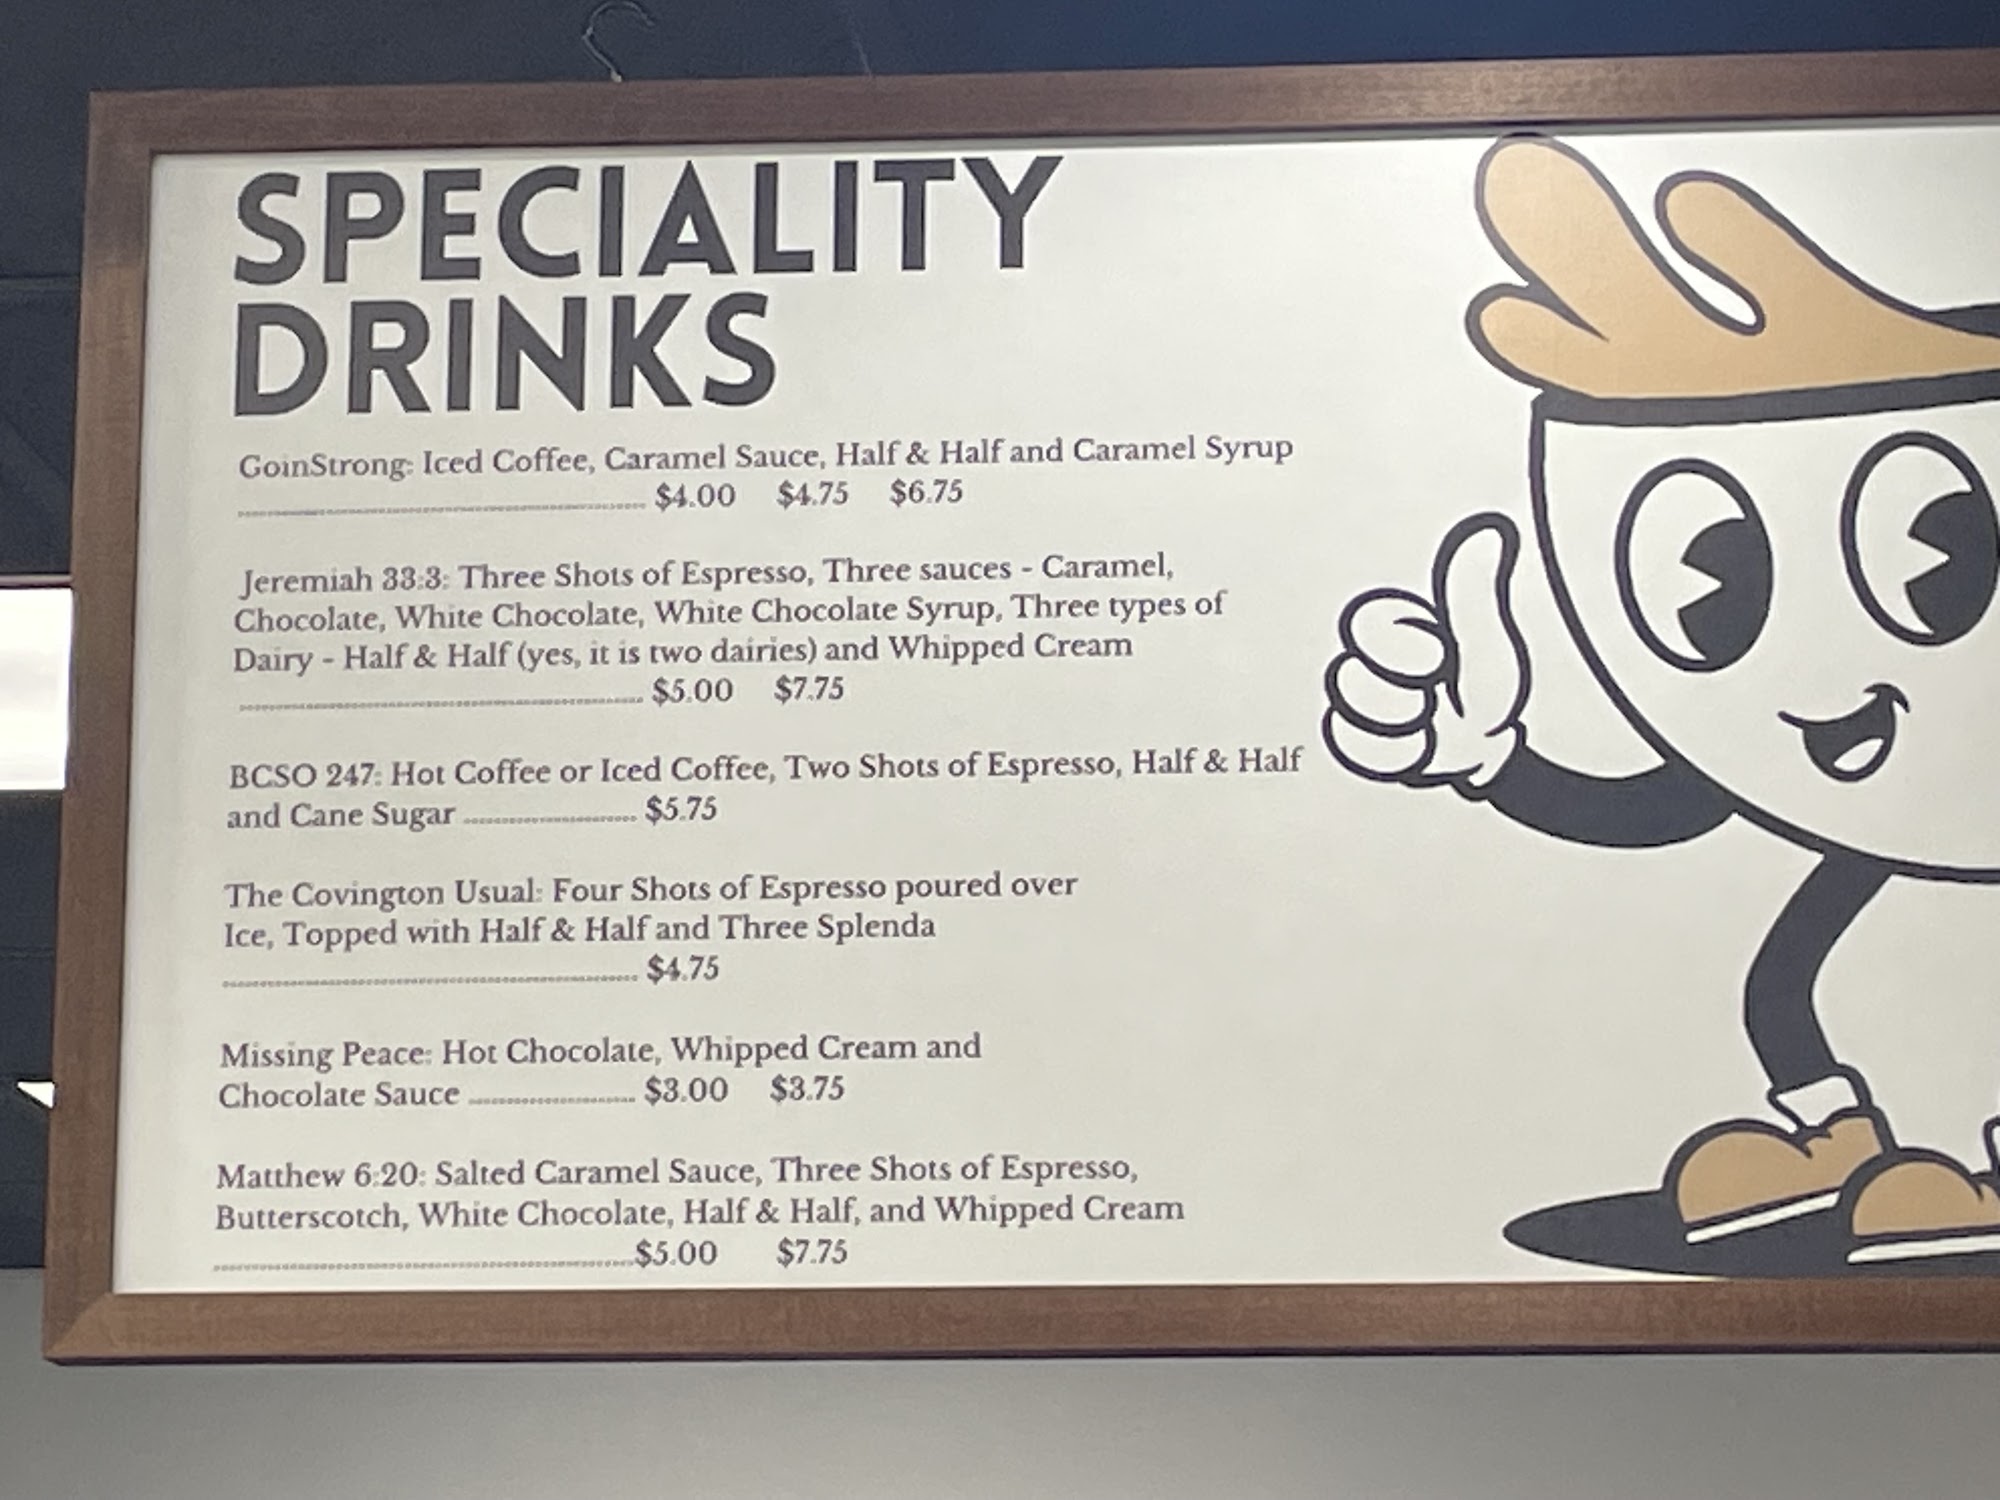 SPECIALITY
DRINKS
GoinStrong: Iced Coffee, Caramel Sauce, Half & Half and Caramel Syrup
........................................ $4.00 $4.75 $6.75
Jeremiah 33:3: Three Shots of Espresso, Three sauces - Caramel,
Chocolate, White Chocolate, White Chocolate Syrup, Three types of
Dairy - Half & Half (yes, it is two dairies) and Whipped Cream
........................................ $5.00 $7.75
BCSO 247: Hot Coffee or Iced Coffee, Two Shots of Espresso, Half & Half
and Cane Sugar .................... $5.75
The Covington Usual: Four Shots of Espresso poured over
Ice, Topped with Half & Half and Three Splenda
........................................ $4.75
Missing Peace: Hot Chocolate, Whipped Cream and
Chocolate Sauce .................... $3.00 $3.75
Matthew 6:20: Salted Caramel Sauce, Three Shots of Espresso,
Butterscotch, White Chocolate, Half & Half, and Whipped Cream
........................................$5.00 $7.75